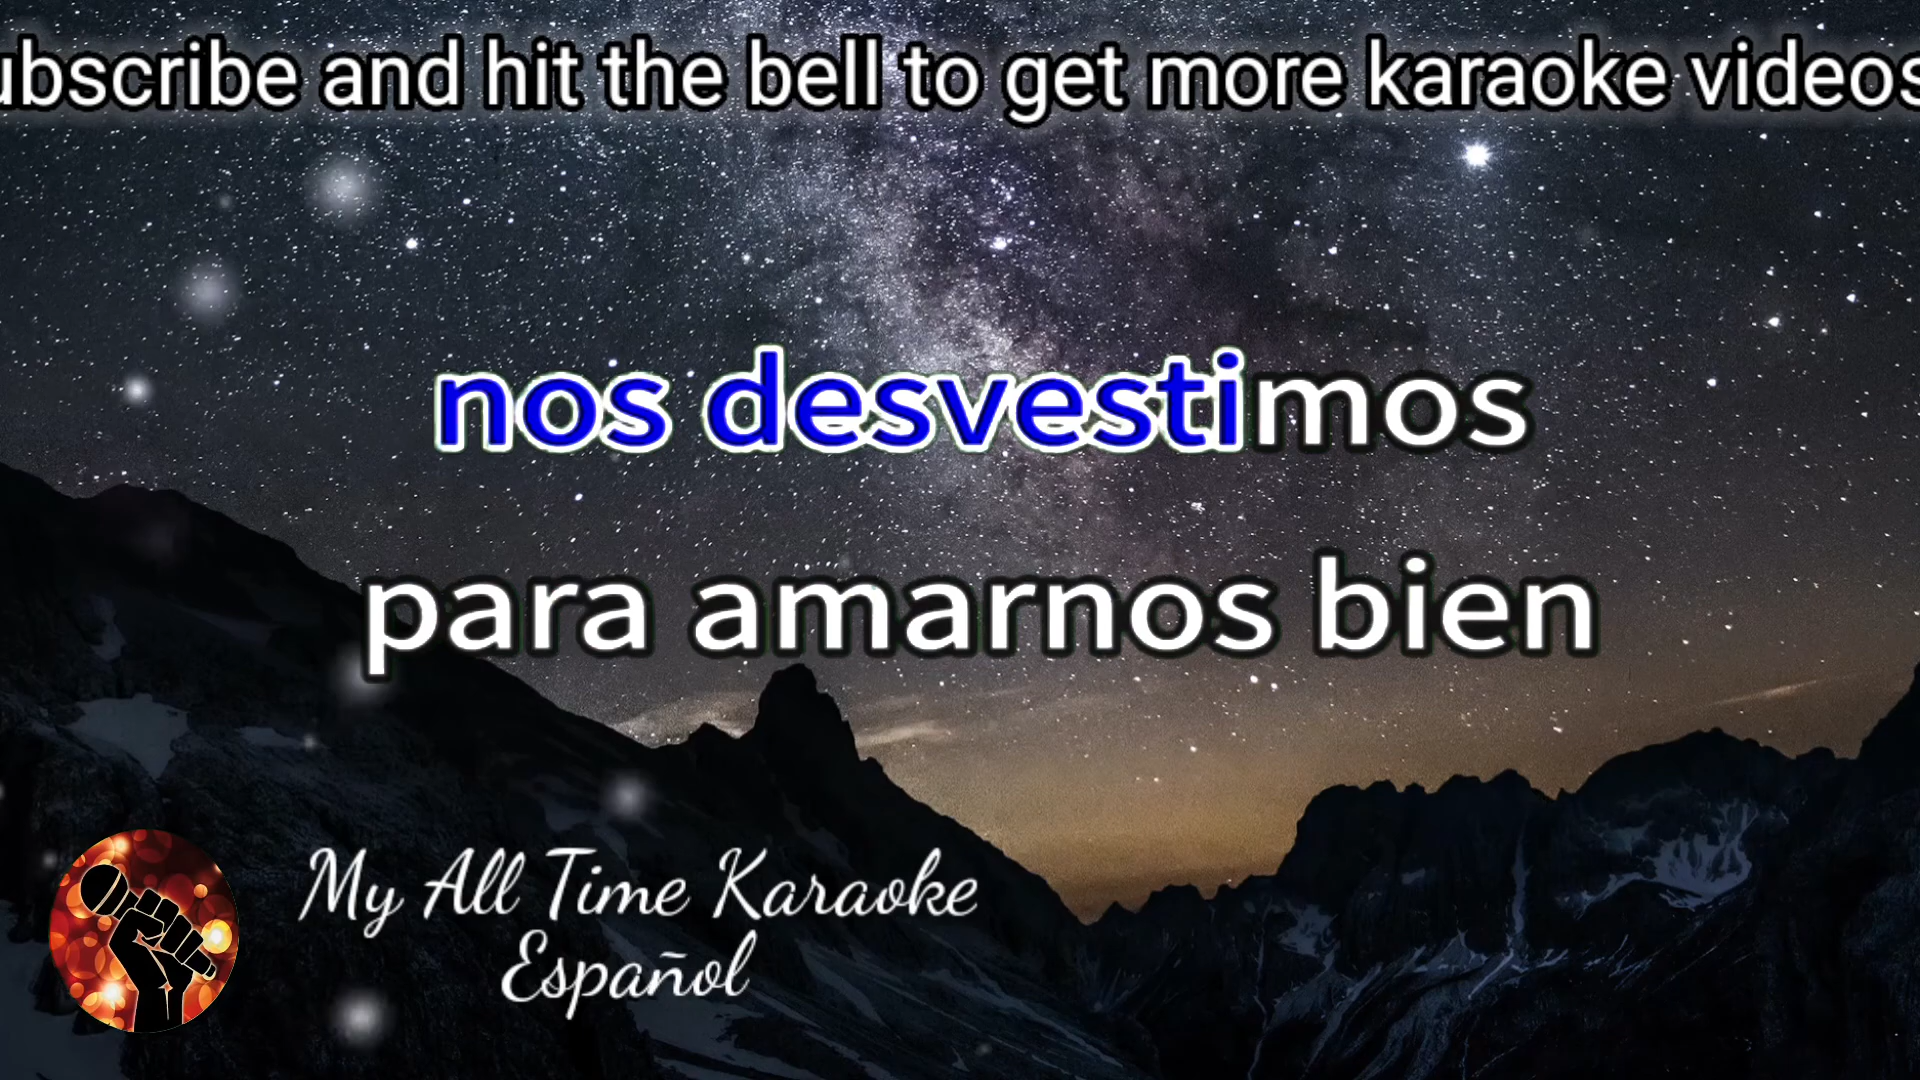 ubscribe and hit the bell to get more karaoke videos
nos desvestimos
para amarnos bien
My All Time Karaoke
Español